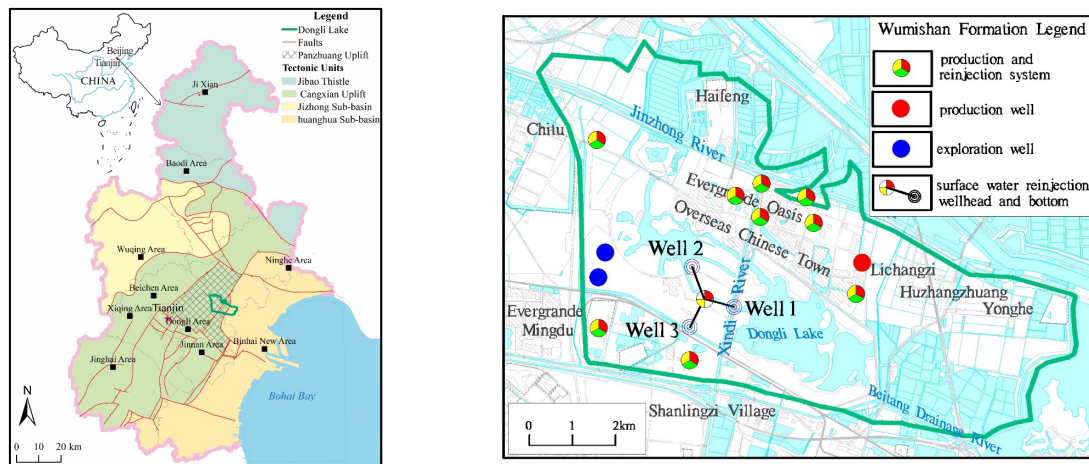 Legend
Dongli Lake
Faults
Panzhuang Uplift
Tectonic Units
Jibao Thistle
Cangxian Uplift
Jizhong Sub-basin
huanghua Sub-basin
Beijing
Tianjin
CHINA
Ji Xian
Baodi Area
Wuqing Area
Ninghe Area
Beichen Area
Tianjin
Xiqing Area
Dongli Area
Jinnan Area
Binhai New Area
Jinghai Area
Bohai Bay
N
0 10 20 km
Wumishan Formation Legend
production and
reinjection system
production well
exploration well
surface water reinjection
wellhead and bottom
Haifeng
Chitu
Jinzhong River
Evergrande Oasis
Overseas Chinese Town
Well 2
Lichangzi
Huzhangzhuang
Yonghe
Well 1
Evergrande
Mingdu
Well 3
Xindi River
Dongli Lake
Shanlingzi Village
Beitang Drainage River
0 1 2km